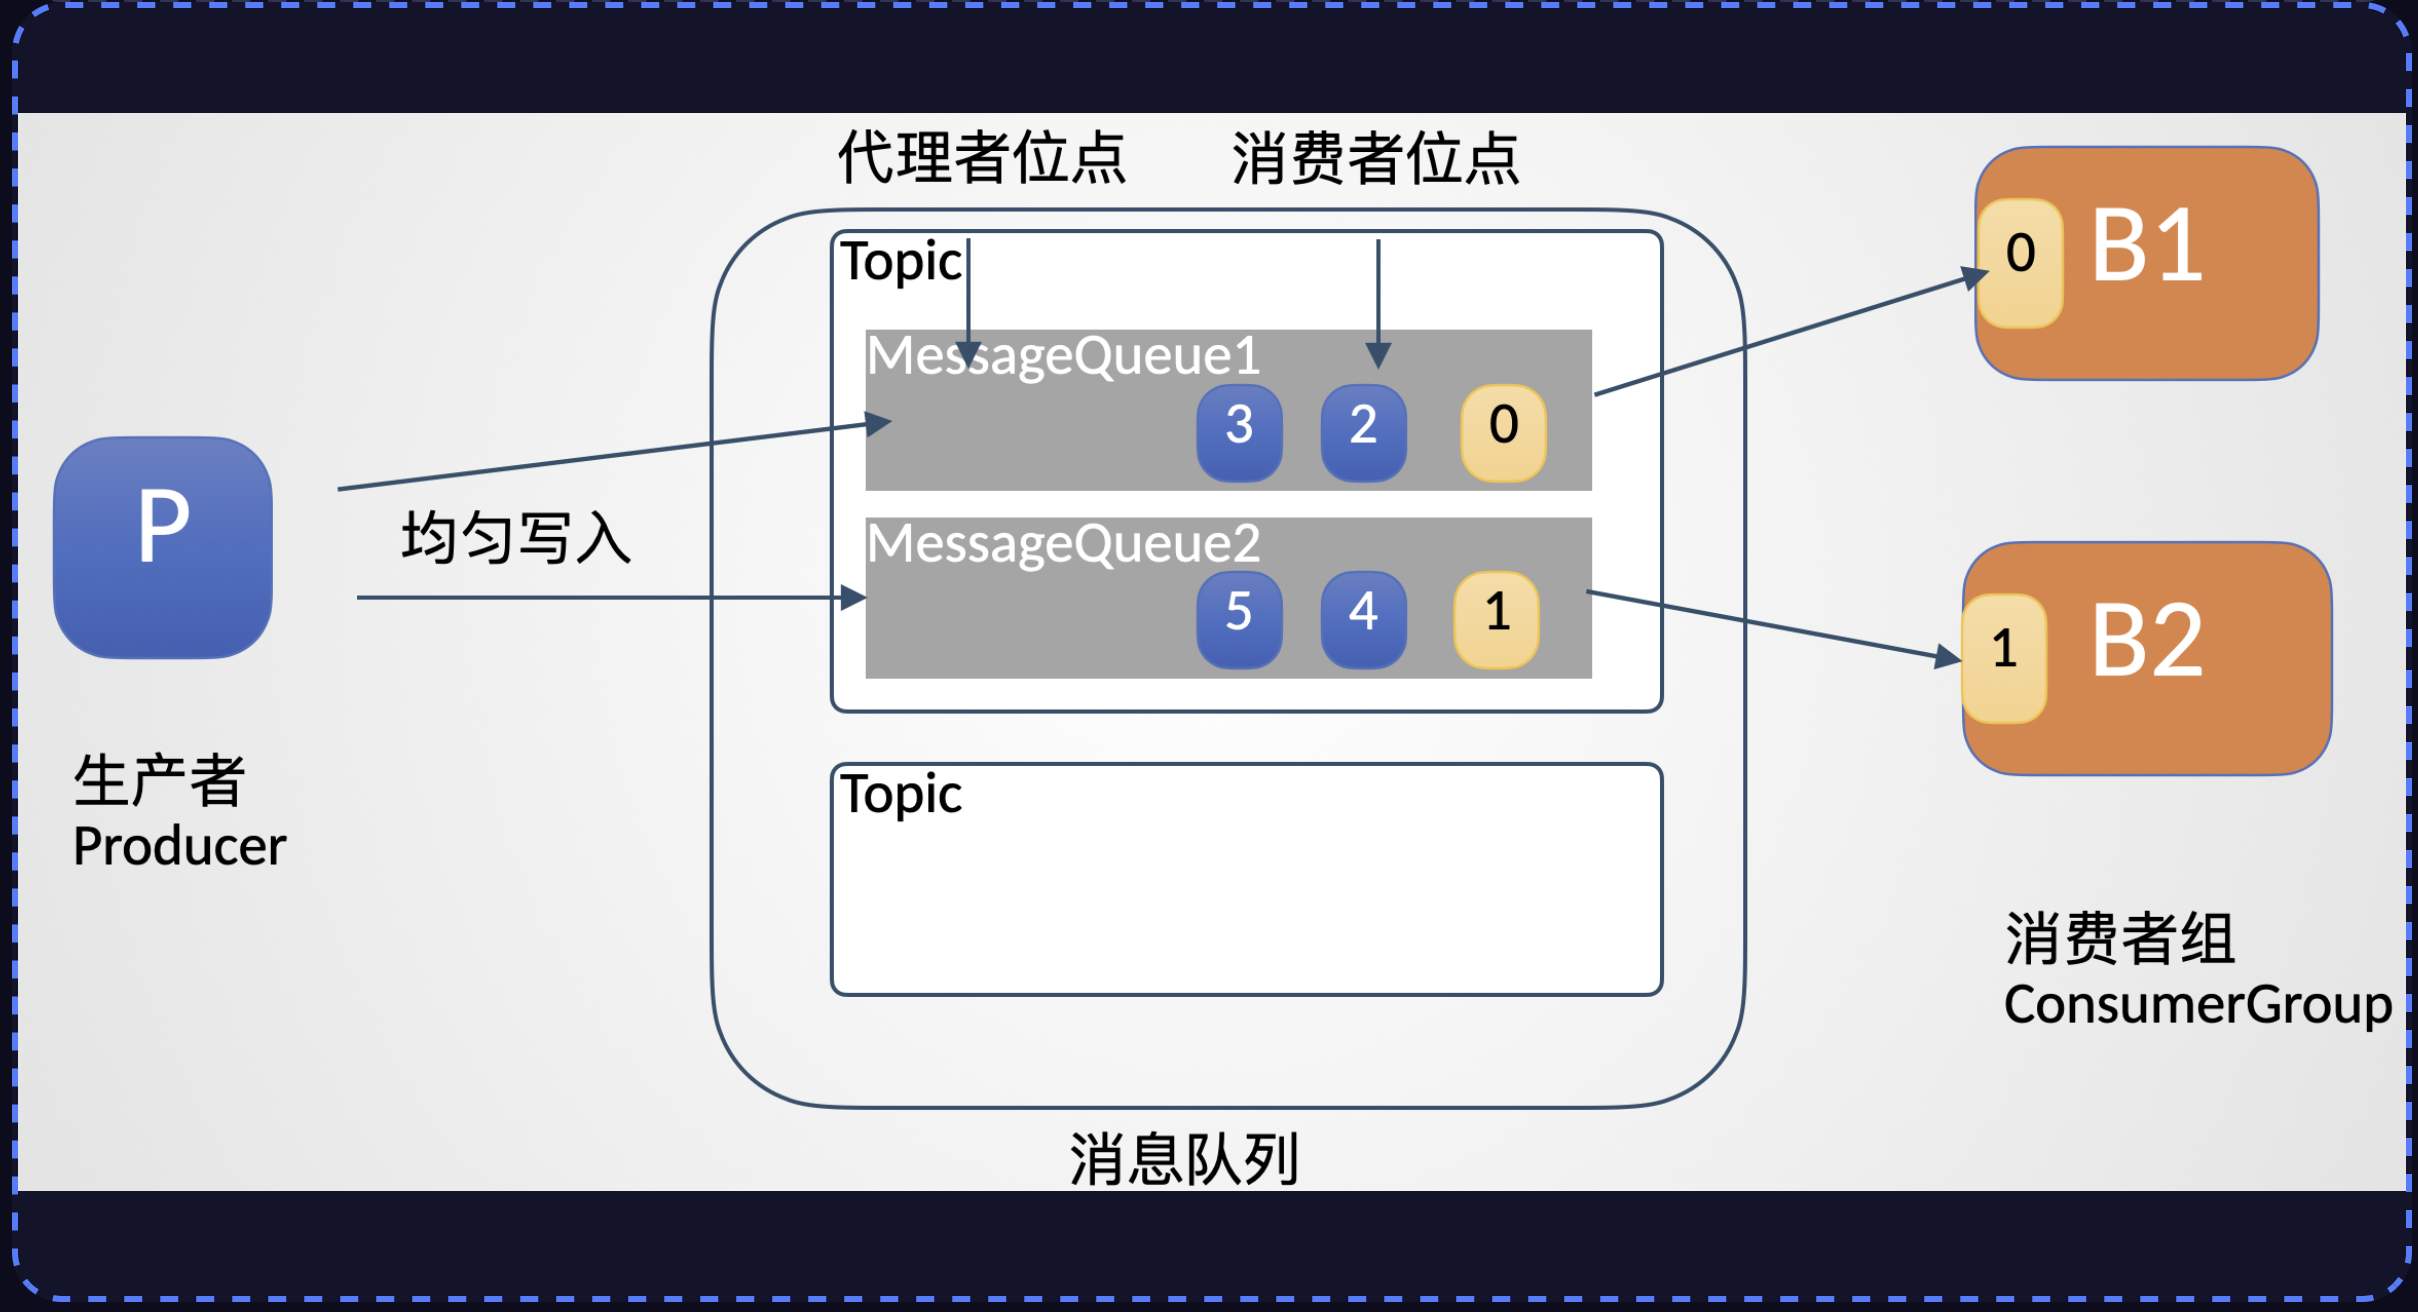 代理者位点
消费者位点
Topic
MessageQueue1
3
2
0
MessageQueue2
5
4
1
Topic
消息队列
P
均匀写入
生产者
Producer
0
B1
1
B2
消费者组
ConsumerGroup